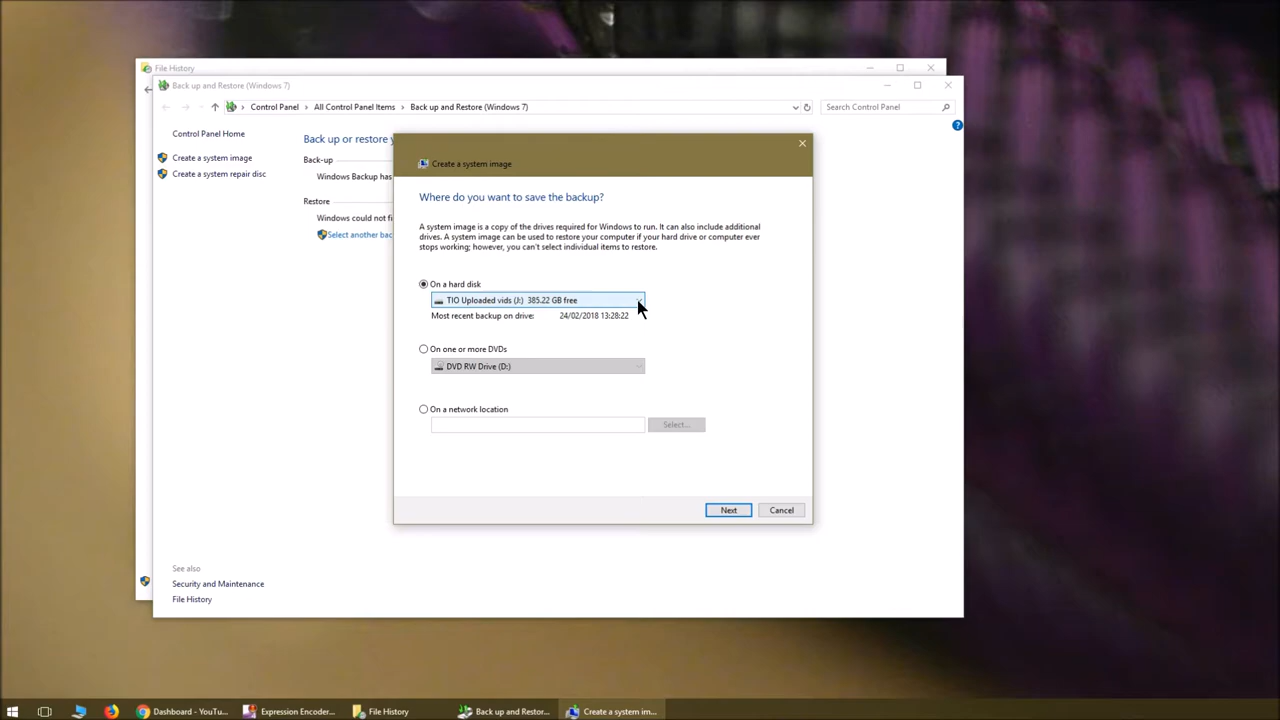 File History
Back up and Restore (Windows 7)
Control Panel
All Control Panel Items
Back up and Restore (Windows 7)
Search Control Panel
Control Panel Home
Create a system image
Create a system repair disc
Back up or restore y
Back-up
Windows Backup has
Restore
Windows could not fi
Select another bac
See also
Security and Maintenance
File History
Create a system image
Where do you want to save the backup?
A system image is a copy of the drives required for Windows to run. It can also include additional
drives. A system image can be used to restore your computer if your hard drive or computer ever
stops working; however, you can't select individual items to restore.
On a hard disk
TIO Uploaded vids (J:) 385.22 GB free
Most recent backup on drive: 24/02/2018 13:28:22
On one or more DVDs
DVD RW Drive (D:)
On a network location
Select...
Next
Cancel
Dashboard - YouTu...
Expression Encoder...
File History
Back up and Restor...
Create a system im...